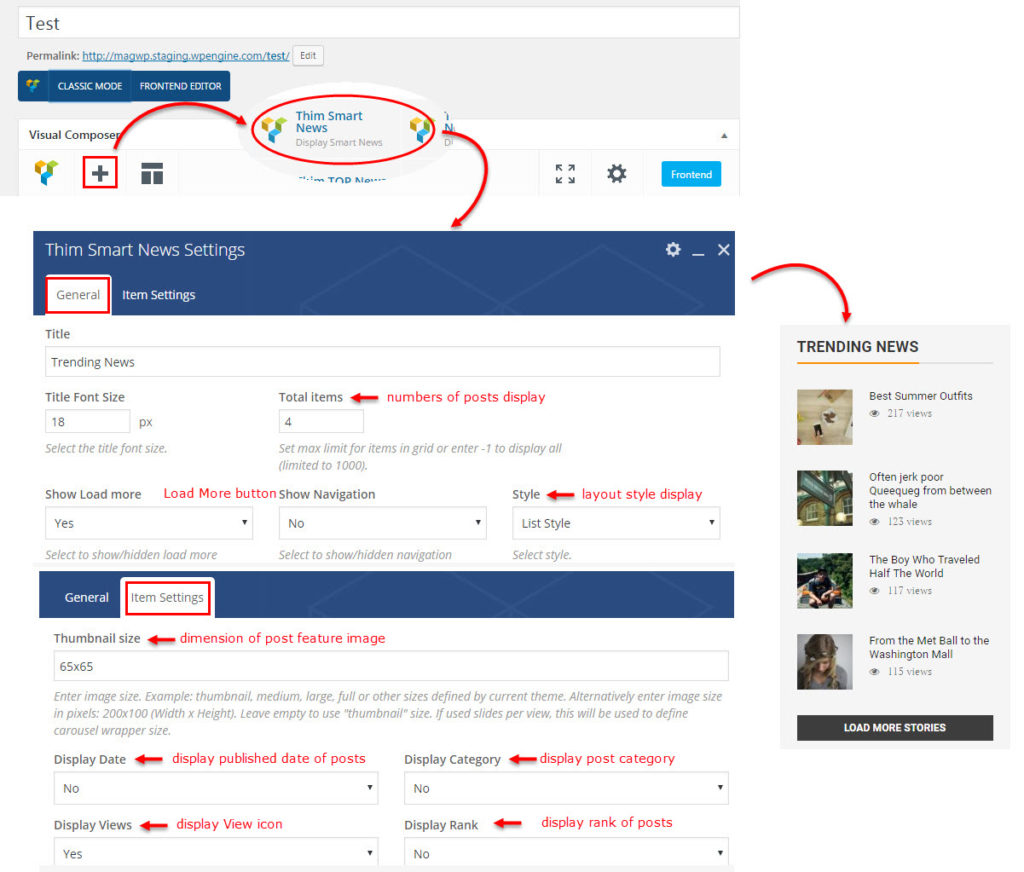 Test
Permalink: http://magwp.staging.wpengine.com/test/ Edit
CLASSIC MODE FRONTEND EDITOR
Thim Smart
News
Display Smart News
Visual Composer
Thim TOP News
Frontend
Thim Smart News Settings
General Item Settings
Title
Trending News
Title Font Size Total items numbers of posts display
18 px 4
Select the title font size. Set max limit for items in grid or enter -1 to display all
(limited to 1000).
Show Load more Load More button Show Navigation Style layout style display
Yes No List Style
Select to show/hidden load more Select to show/hidden navigation Select style.
General Item Settings
Thumbnail size dimension of post feature image
65x65
Enter image size. Example: thumbnail, medium, large, full or other sizes defined by current theme. Alternatively enter image size
in pixels: 200x100 (Width x Height). Leave empty to use "thumbnail" size. If used slides per view, this will be used to define
carousel wrapper size.
Display Date display published date of posts Display Category display post category
No No
Display Views display View icon Display Rank display rank of posts
Yes No
TRENDING NEWS
Best Summer Outfits
217 views
Often jerk poor
Queequeg from between
the whale
123 views
The Boy Who Traveled
Half The World
117 views
From the Met Ball to the
Washington Mall
115 views
LOAD MORE STORIES